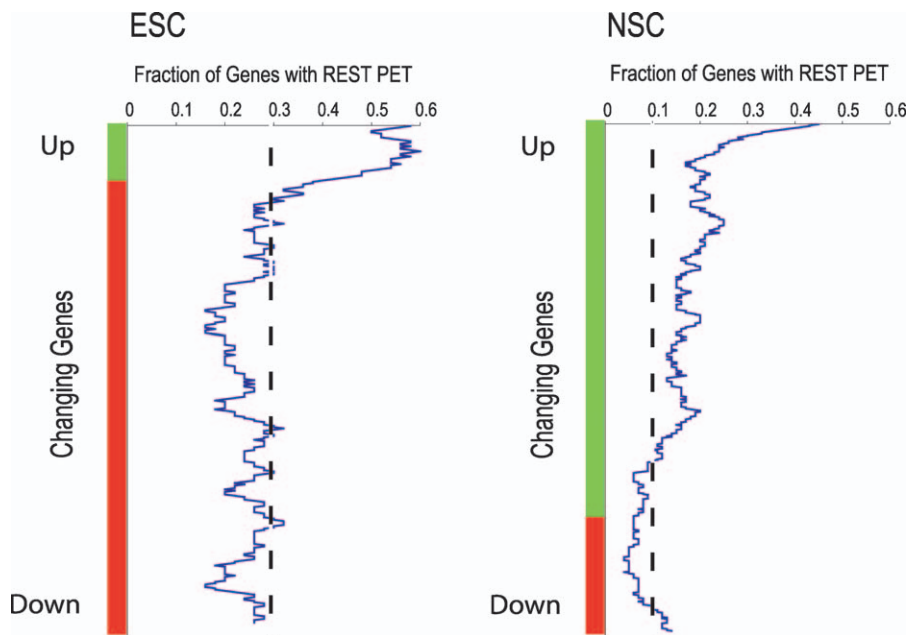 ESC
Fraction of Genes with REST PET
0 0.1 0.2 0.3 0.4 0.5 0.6
Up
Changing Genes
Down
NSC
Fraction of Genes with REST PET
0 0.1 0.2 0.3 0.4 0.5 0.6
Up
Changing Genes
Down